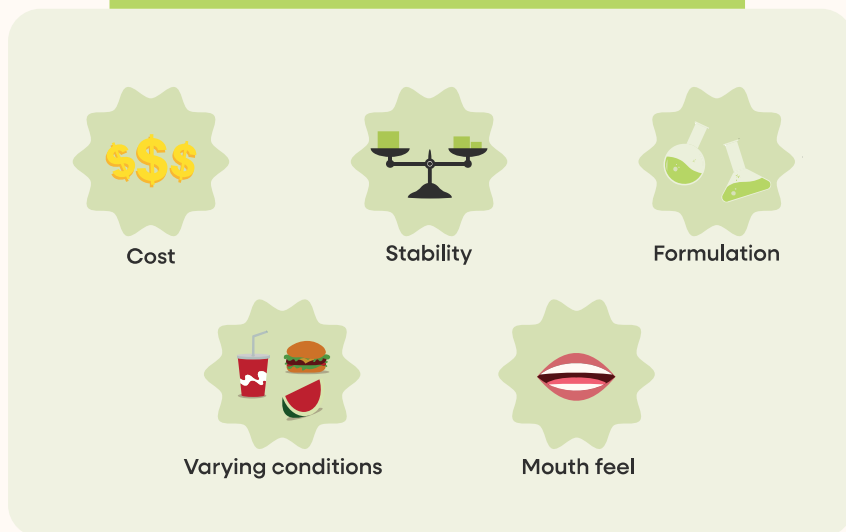 $$$
Cost
Stability
Formulation
Varying conditions
Mouth feel